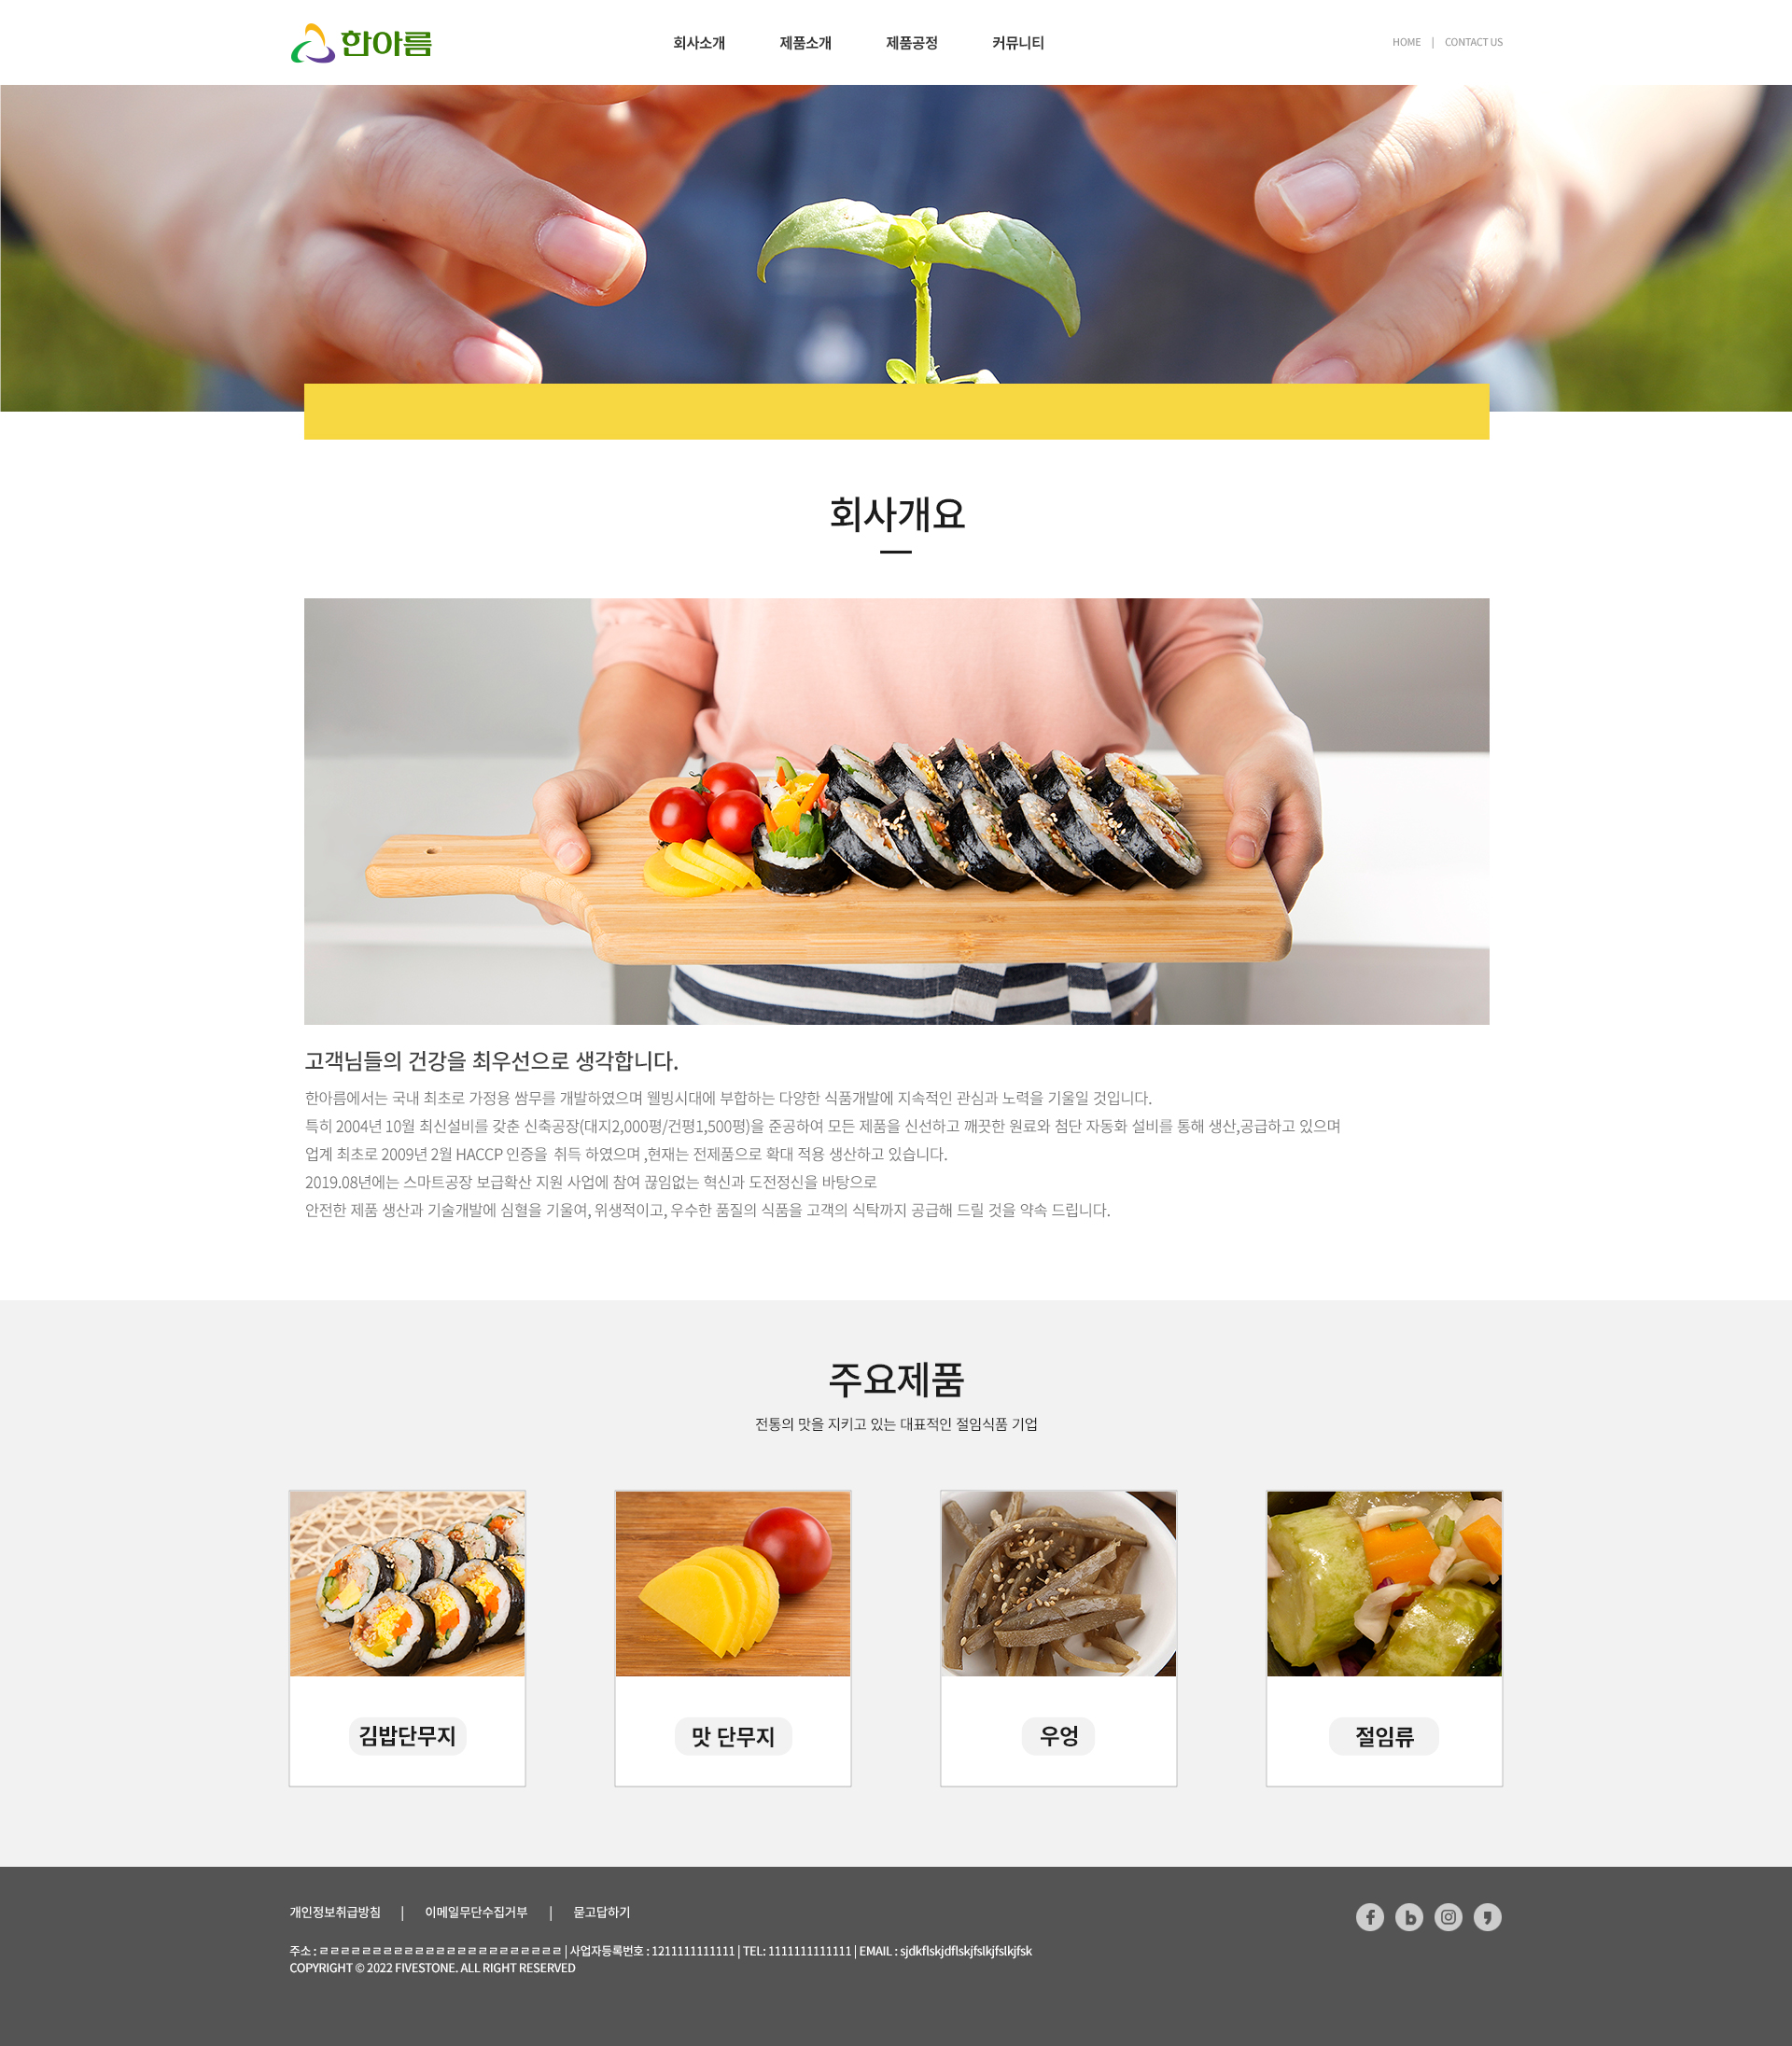 한아름
회사소개 제품소개 제품공정 커뮤니티
HOME | CONTACT US
회사개요
고객님들의 건강을 최우선으로 생각합니다.
한아름에서는 국내 최초로 가정용 쌈무를 개발하였으며 웰빙시대에 부합하는 다양한 식품개발에 지속적인 관심과 노력을 기울일 것입니다.
특히 2004년 10월 최신설비를 갖춘 신축공장(대지2,000평/건평1,500평)을 준공하여 모든 제품을 신선하고 깨끗한 원료와 첨단 자동화 설비를 통해 생산,공급하고 있으며
업계 최초로 2009년 2월 HACCP 인증을 취득 하였으며 ,현재는 전제품으로 확대 적용 생산하고 있습니다.
2019.08년에는 스마트공장 보급확산 지원 사업에 참여 끊임없는 혁신과 도전정신을 바탕으로
안전한 제품 생산과 기술개발에 심혈을 기울여, 위생적이고, 우수한 품질의 식품을 고객의 식탁까지 공급해 드릴 것을 약속 드립니다.
주요제품
전통의 맛을 지키고 있는 대표적인 절임식품 기업
김밥단무지
맛 단무지
우엉
절임류
개인정보취급방침 | 이메일무단수집거부 | 묻고답하기
주소 : ㄹㄹㄹㄹㄹㄹㄹㄹㄹㄹㄹㄹㄹㄹㄹㄹㄹㄹㄹㄹㄹㄹㄹ | 사업자등록번호 : 1211111111111 | TEL: 1111111111111 | EMAIL : sjdkflskjdflskjfslkjfslkjfsk
COPYRIGHT © 2022 FIVESTONE. ALL RIGHT RESERVED